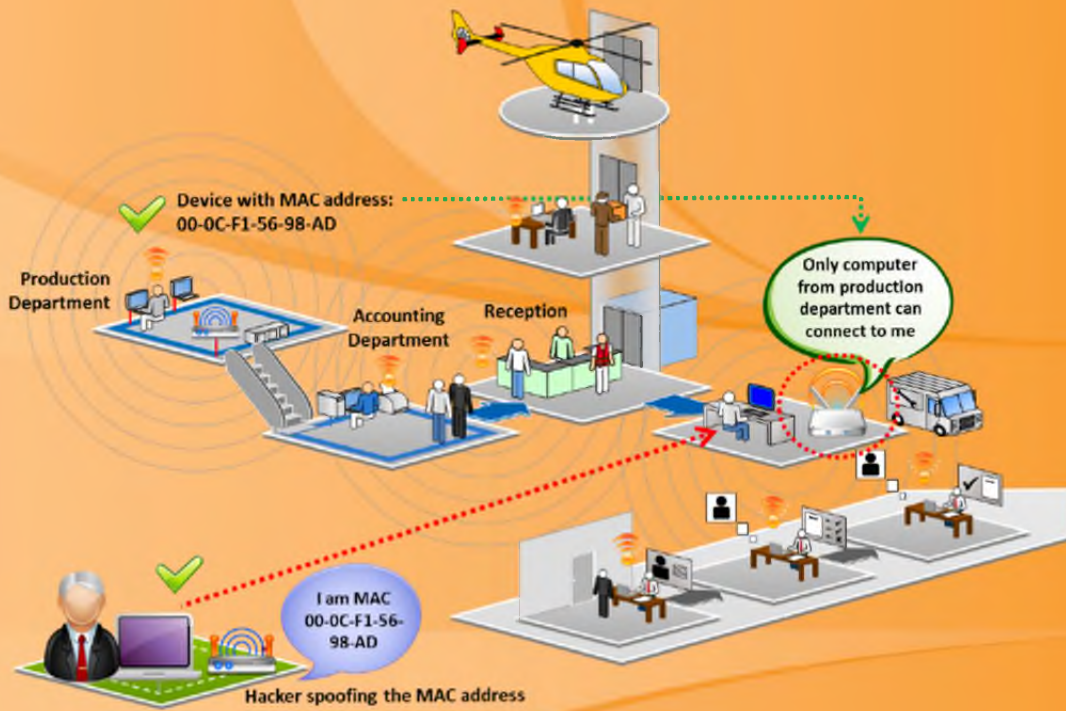 Device with MAC address:
00-0C-F1-56-98-AD
Production
Department
Accounting
Department
Reception
Only computer
from production
department can
connect to me
I am MAC
00-0C-F1-56-
98-AD
Hacker spoofing the MAC address